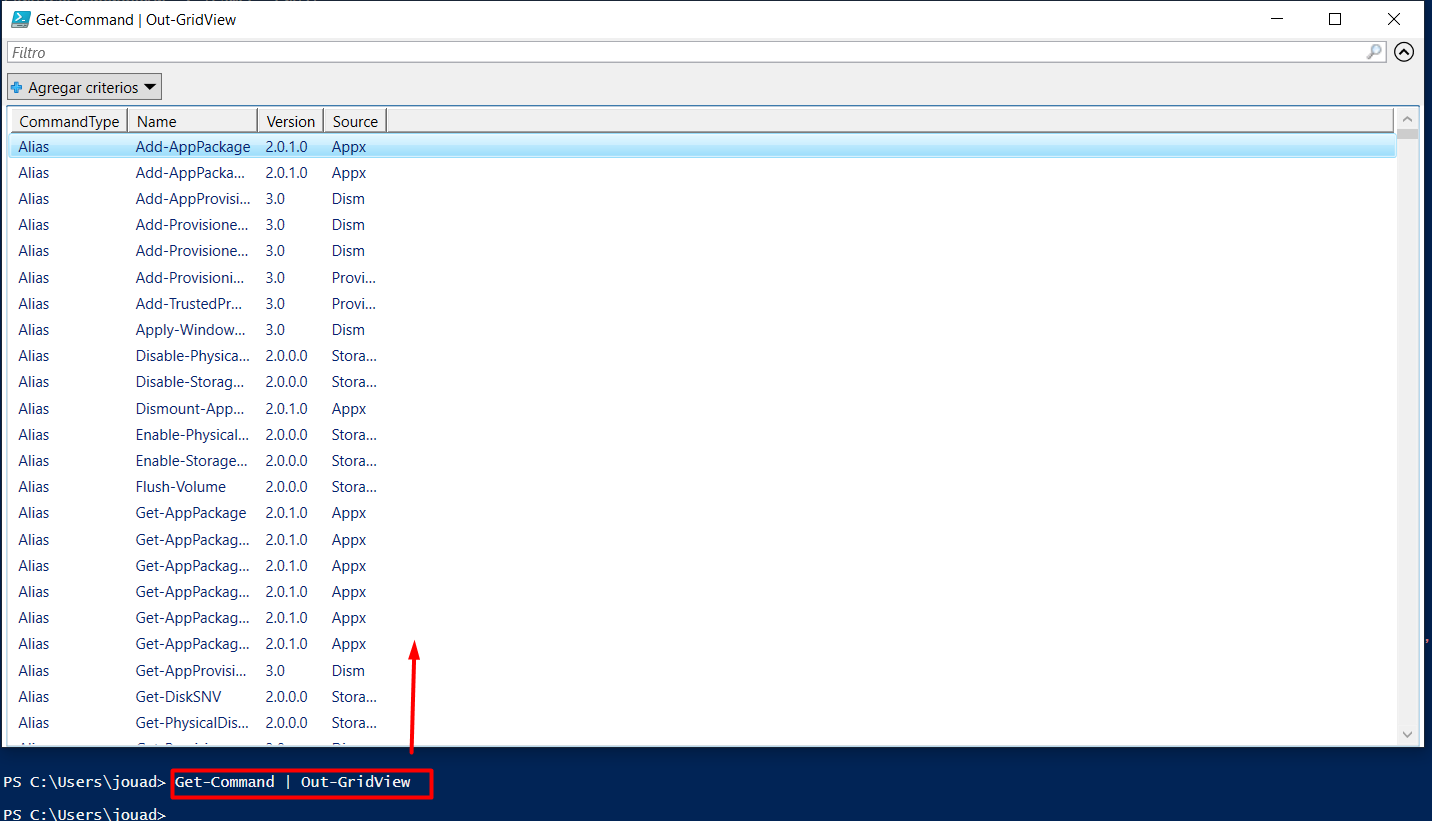 Get-Command | Out-GridView
Filtro
Agregar criterios
CommandType Name Version Source
Alias Add-AppPackage 2.0.1.0 Appx
Alias Add-AppPacka... 2.0.1.0 Appx
Alias Add-AppProvisi... 3.0 Dism
Alias Add-Provisione... 3.0 Dism
Alias Add-Provisione... 3.0 Dism
Alias Add-Provisioni... 3.0 Provi...
Alias Add-TrustedPr... 3.0 Provi...
Alias Apply-Window... 3.0 Dism
Alias Disable-Physica... 2.0.0.0 Stora...
Alias Disable-Storag... 2.0.0.0 Stora...
Alias Dismount-App... 2.0.1.0 Appx
Alias Enable-Physical... 2.0.0.0 Stora...
Alias Enable-Storage... 2.0.0.0 Stora...
Alias Flush-Volume 2.0.0.0 Stora...
Alias Get-AppPackage 2.0.1.0 Appx
Alias Get-AppPackag... 2.0.1.0 Appx
Alias Get-AppPackag... 2.0.1.0 Appx
Alias Get-AppPackag... 2.0.1.0 Appx
Alias Get-AppPackag... 2.0.1.0 Appx
Alias Get-AppPackag... 2.0.1.0 Appx
Alias Get-AppProvisi... 3.0 Dism
Alias Get-DiskSNV 2.0.0.0 Stora...
Alias Get-PhysicalDis... 2.0.0.0 Stora...
PS C:\Users\jouad> Get-Command | Out-GridView
PS C:\Users\jouad>